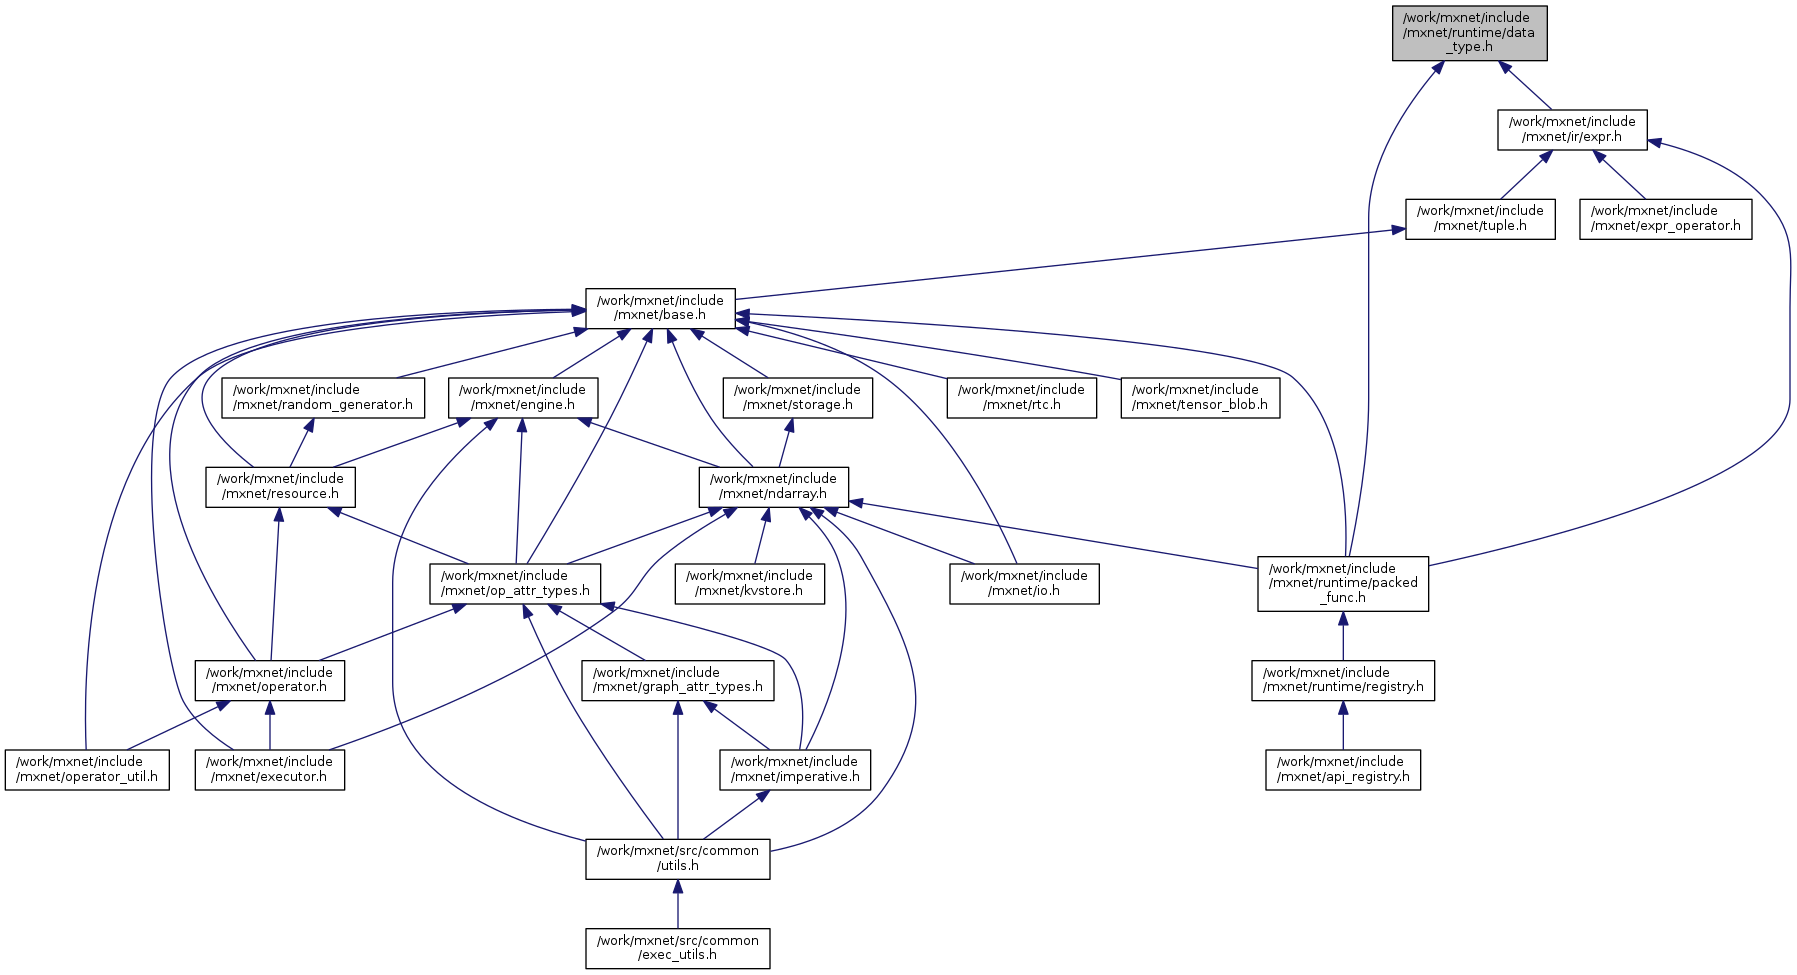 /work/mxnet/include
/mxnet/runtime/data
_type.h
/work/mxnet/include
/mxnet/ir/expr.h
/work/mxnet/include
/mxnet/tuple.h
/work/mxnet/include
/mxnet/expr_operator.h
/work/mxnet/include
/mxnet/base.h
/work/mxnet/include
/mxnet/random_generator.h
/work/mxnet/include
/mxnet/engine.h
/work/mxnet/include
/mxnet/storage.h
/work/mxnet/include
/mxnet/rtc.h
/work/mxnet/include
/mxnet/tensor_blob.h
/work/mxnet/include
/mxnet/resource.h
/work/mxnet/include
/mxnet/ndarray.h
/work/mxnet/include
/mxnet/op_attr_types.h
/work/mxnet/include
/mxnet/kvstore.h
/work/mxnet/include
/mxnet/io.h
/work/mxnet/include
/mxnet/runtime/packed
_func.h
/work/mxnet/include
/mxnet/operator.h
/work/mxnet/include
/mxnet/graph_attr_types.h
/work/mxnet/include
/mxnet/runtime/registry.h
/work/mxnet/include
/mxnet/operator_util.h
/work/mxnet/include
/mxnet/executor.h
/work/mxnet/include
/mxnet/imperative.h
/work/mxnet/include
/mxnet/api_registry.h
/work/mxnet/src/common
/utils.h
/work/mxnet/src/common
/exec_utils.h